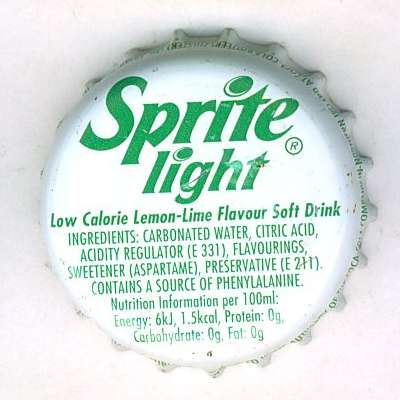 Sprite
light ®
Low Calorie Lemon-Lime Flavour Soft Drink
INGREDIENTS: CARBONATED WATER, CITRIC ACID,
ACIDITY REGULATOR (E 331), FLAVOURINGS,
SWEETENER (ASPARTAME), PRESERVATIVE (E 211).
CONTAINS A SOURCE OF PHENYLALANINE.
Nutrition Information per 100ml:
Energy: 6kJ, 1.5kcal, Protein: 0g,
Carbohydrate: 0g, Fat: 0g
4